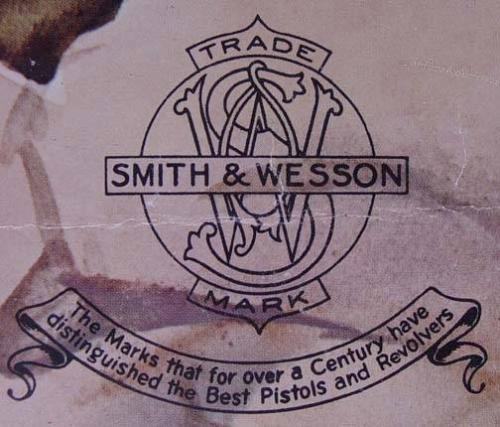 TRADE
SMITH & WESSON
MARK
The Marks that for over a Century have
distinguished the Best Pistols and Revolvers